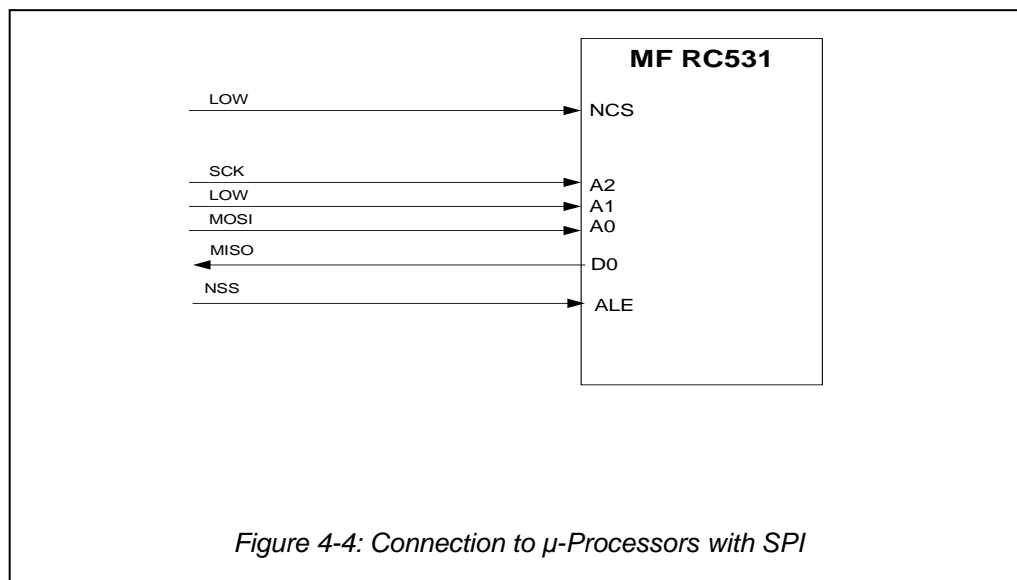 MF RC531
LOW
NCS
SCK
A2
LOW
A1
MOSI
A0
MISO
D0
NSS
ALE
Figure 4-4: Connection to µ-Processors with SPI